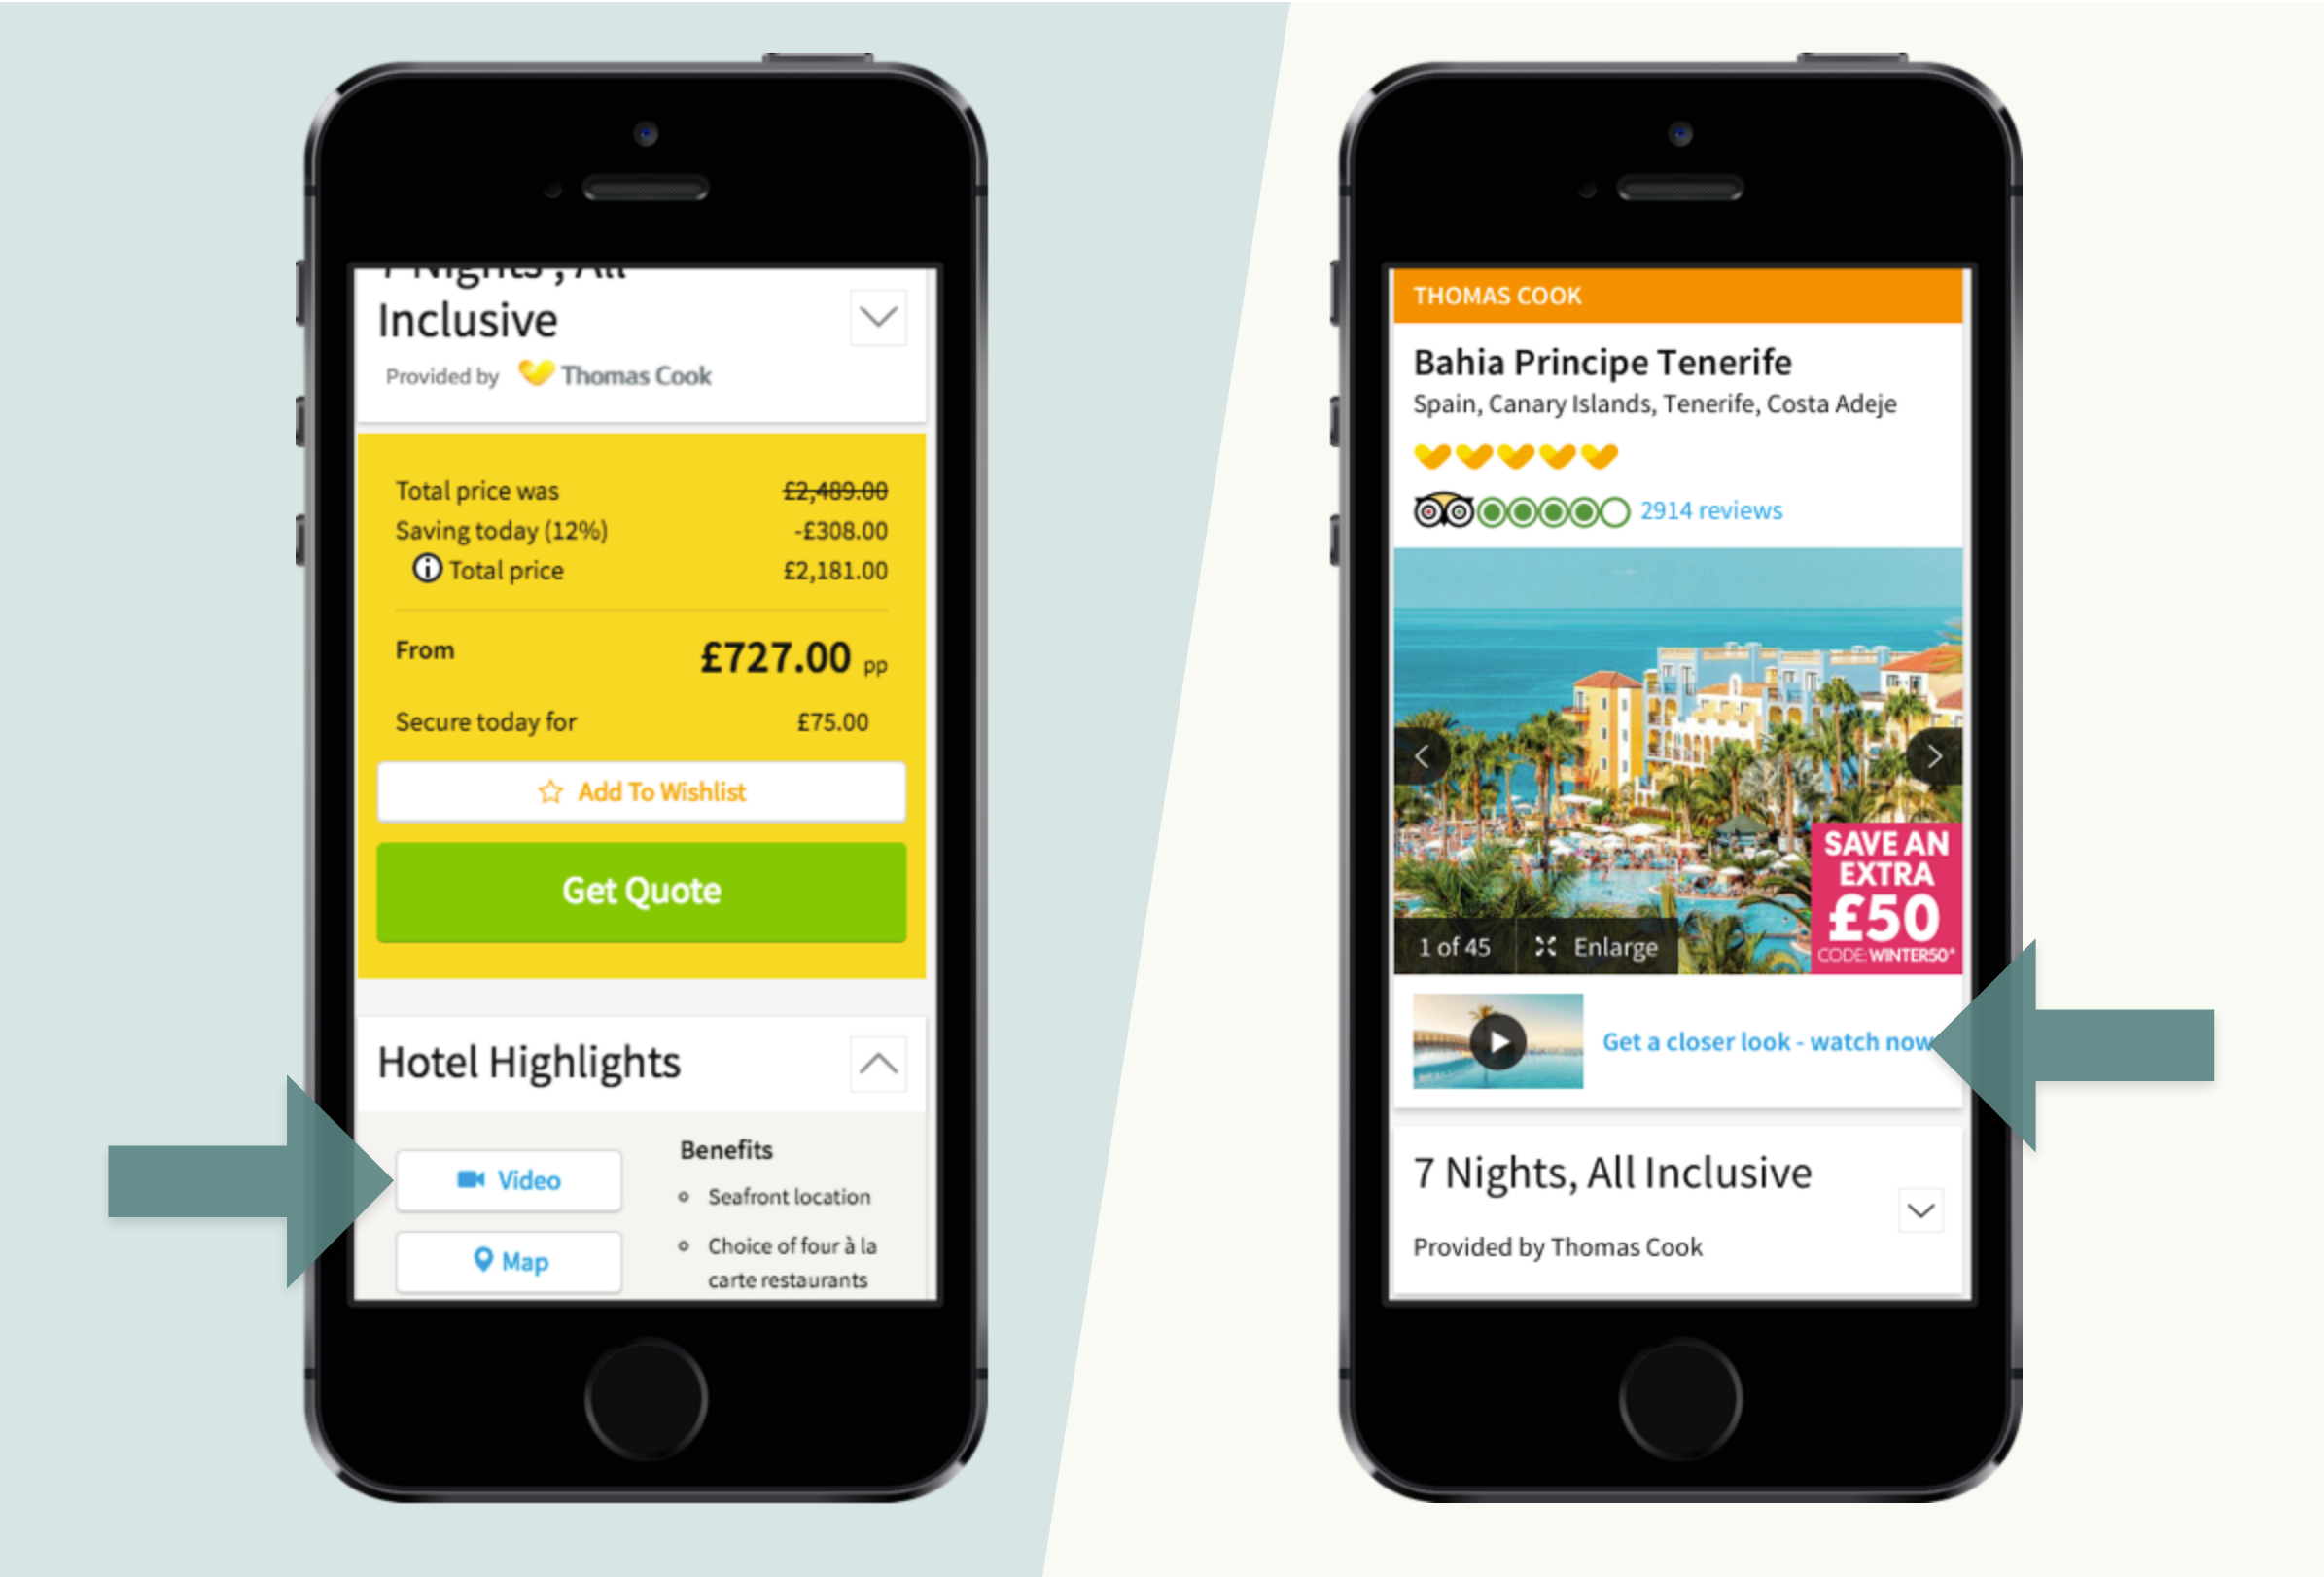 7 Nights , All
Inclusive
Provided by Thomas Cook
Total price was £2,489.00
Saving today (12%) -£308.00
Total price £2,181.00
From £727.00 pp
Secure today for £75.00
Add To Wishlist
Get Quote
Hotel Highlights
Video
Map
Benefits
Seafront location
Choice of four à la
carte restaurants
THOMAS COOK
Bahia Principe Tenerife
Spain, Canary Islands, Tenerife, Costa Adeje
2914 reviews
SAVE AN
EXTRA
£50
CODE: WINTER50*
1 of 45 Enlarge
Get a closer look - watch now
7 Nights, All Inclusive
Provided by Thomas Cook